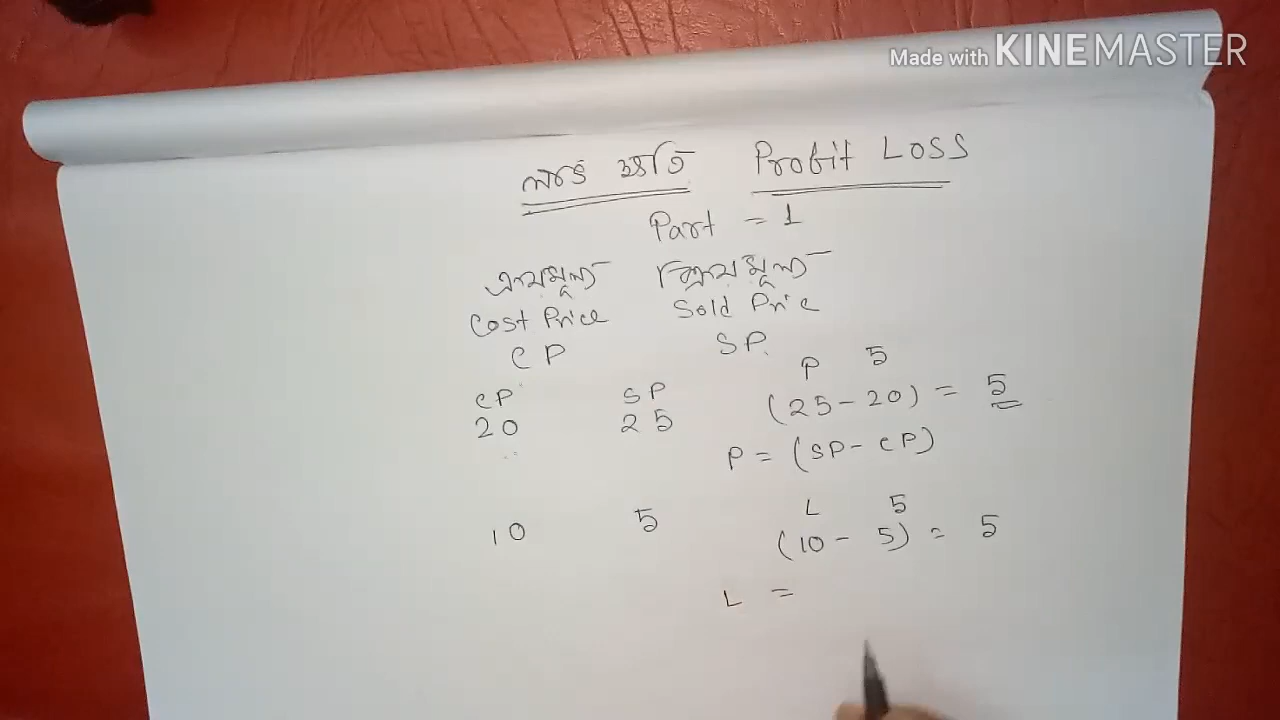 Made with KINEMASTER
লাভ ক্ষতি Profit Loss
Part = 1
ক্রয়মূল্য বিক্রয়মূল্য
Cost Price Sold Price
CP SP
P 5
CP SP (25 - 20) = 5
20 25
P = (SP - CP)
L 5
10 5 (10 - 5) = 5
L =